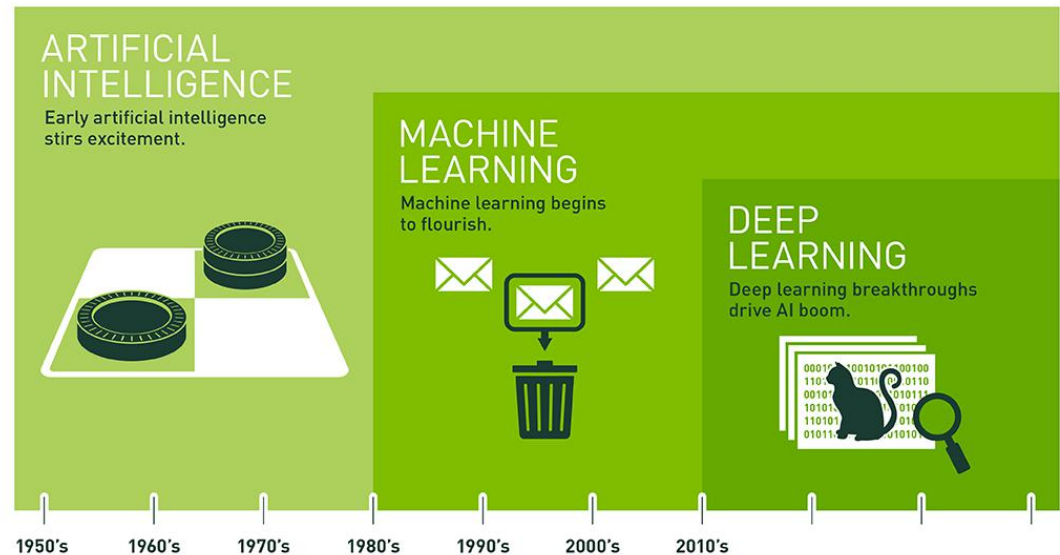 ARTIFICIAL
INTELLIGENCE
Early artificial intelligence
stirs excitement.
MACHINE
LEARNING
Machine learning begins
to flourish.
DEEP
LEARNING
Deep learning breakthroughs
drive AI boom.
1950's 1960's 1970's 1980's 1990's 2000's 2010's